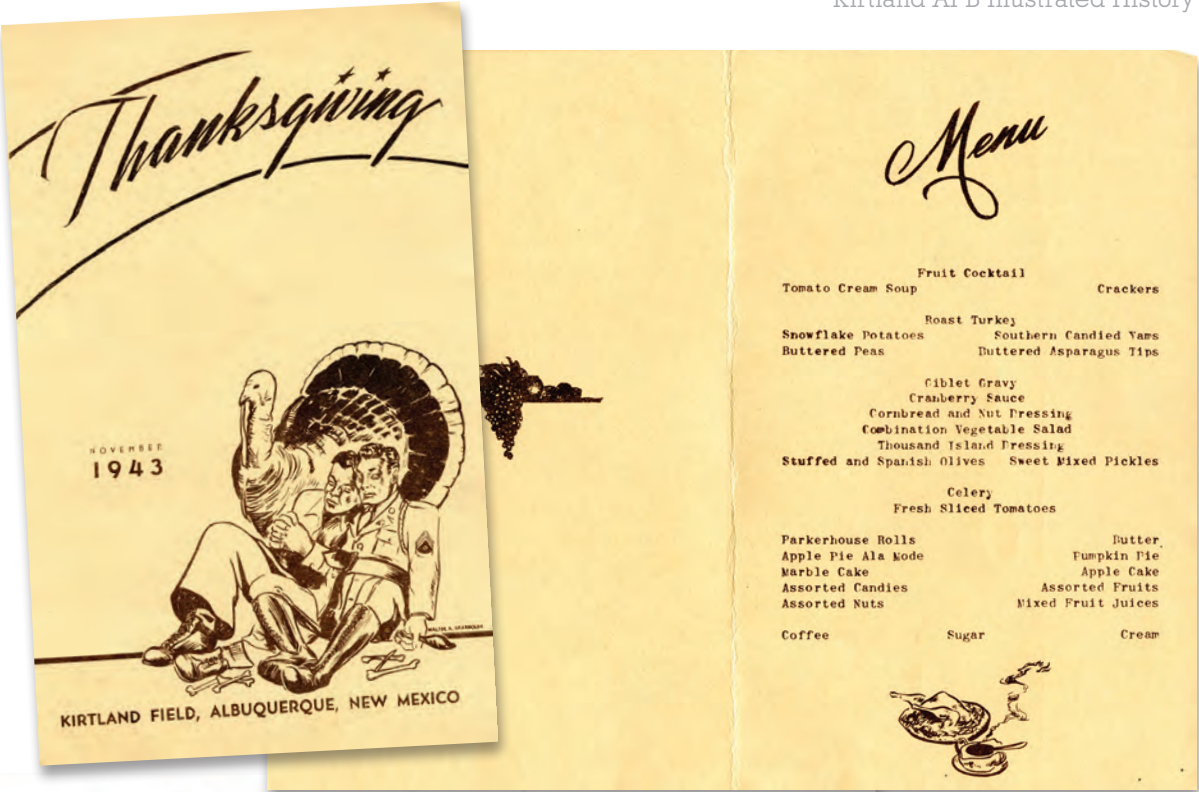 Kirtland AFB Illustrated History
Thanksgiving
NOVEMBER
1943
KIRTLAND FIELD, ALBUQUERQUE, NEW MEXICO
Menu
Fruit Cocktail
Tomato Cream Soup Crackers
Roast Turkey
Snowflake Potatoes Southern Candied Yams
Buttered Peas Buttered Asparagus Tips
Giblet Gravy
Cranberry Sauce
Cornbread and Nut Dressing
Combination Vegetable Salad
Thousand Island Dressing
Stuffed and Spanish Olives Sweet Mixed Pickles
Celery
Fresh Sliced Tomatoes
Parkerhouse Rolls Butter
Apple Pie Ala Mode Pumpkin Pie
Marble Cake Apple Cake
Assorted Candies Assorted Fruits
Assorted Nuts Mixed Fruit Juices
Coffee Sugar Cream